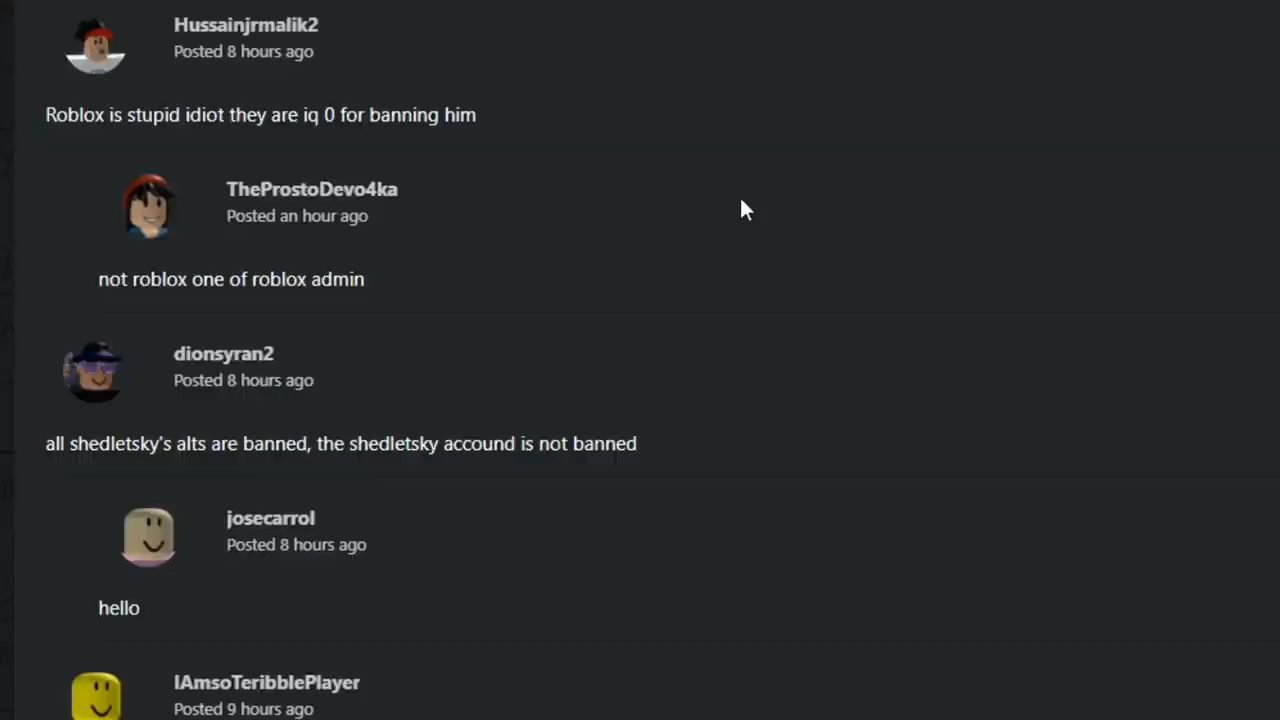 Hussainjrmalik2
Posted 8 hours ago
Roblox is stupid idiot they are iq 0 for banning him
TheProstoDevo4ka
Posted an hour ago
not roblox one of roblox admin
dionsyran2
Posted 8 hours ago
all shedletsky's alts are banned, the shedletsky accound is not banned
josecarrol
Posted 8 hours ago
hello
IAmsoTeribblePlayer
Posted 9 hours ago